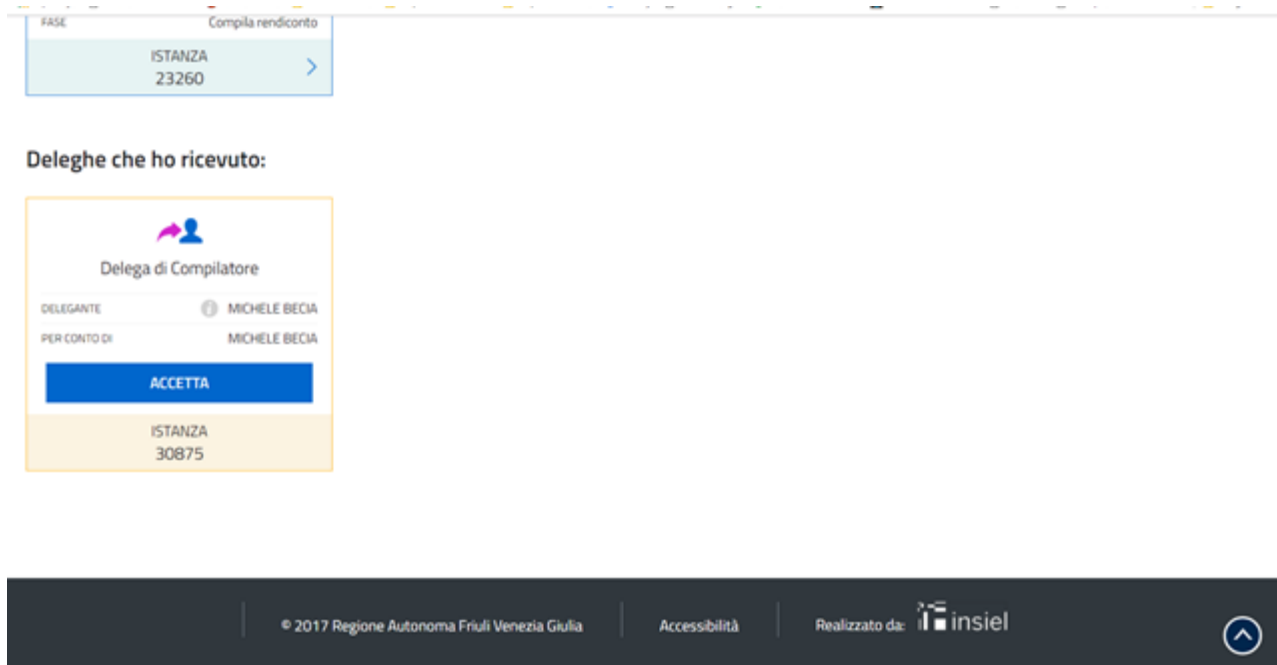 FASE Compila rendiconto
ISTANZA
23260
Deleghe che ho ricevuto:
Delega di Compilatore
DELEGANTE MICHELE BECIA
PER CONTO DI MICHELE BECIA
ACCETTA
ISTANZA
30875
© 2017 Regione Autonoma Friuli Venezia Giulia Accessibilità Realizzato da: insiel